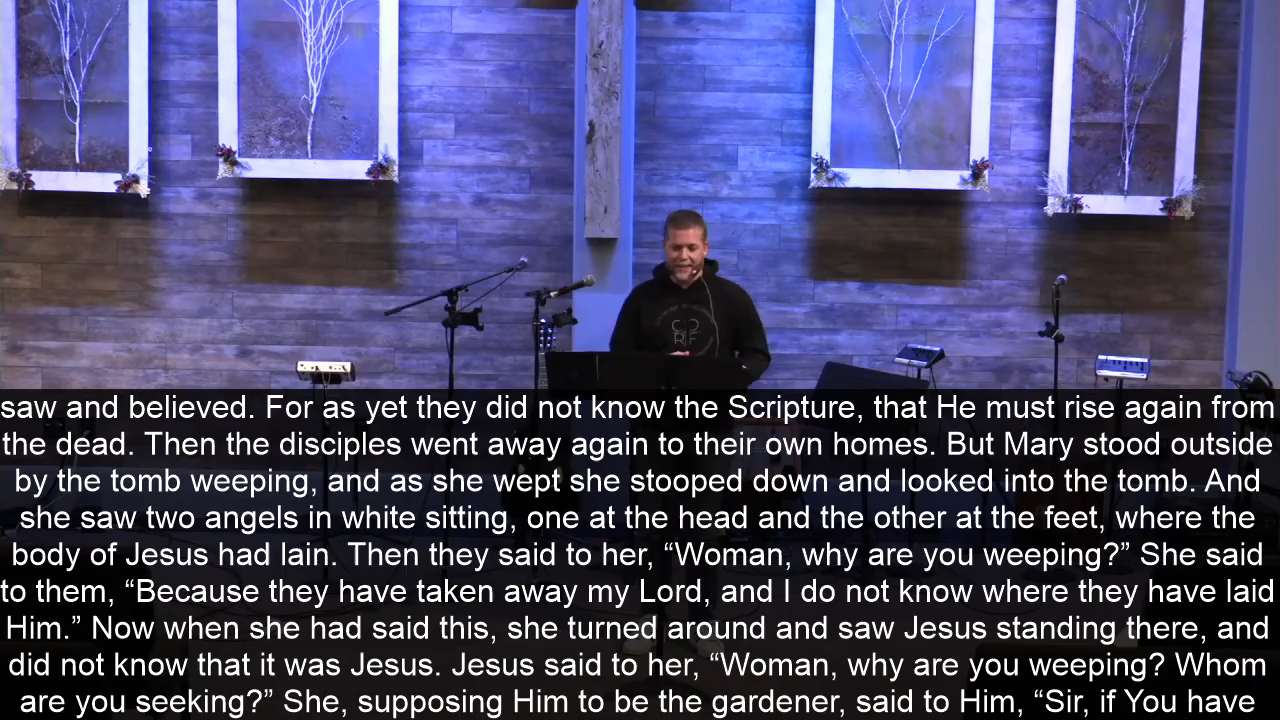 CC
RF
saw and believed. For as yet they did not know the Scripture, that He must rise again from
the dead. Then the disciples went away again to their own homes. But Mary stood outside
by the tomb weeping, and as she wept she stooped down and looked into the tomb. And
she saw two angels in white sitting, one at the head and the other at the feet, where the
body of Jesus had lain. Then they said to her, “Woman, why are you weeping?” She said
to them, “Because they have taken away my Lord, and I do not know where they have laid
Him.” Now when she had said this, she turned around and saw Jesus standing there, and
did not know that it was Jesus. Jesus said to her, “Woman, why are you weeping? Whom
are you seeking?” She, supposing Him to be the gardener, said to Him, “Sir, if You have